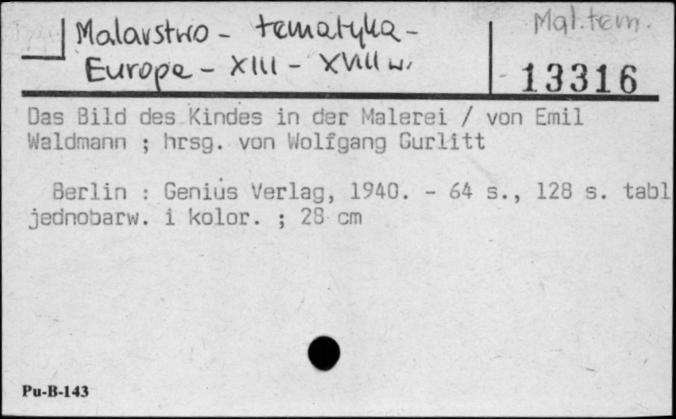 Malarstwo - tematyka -
Europa - XIII - XVIII w.
Mal. tem.
13316
Das Bild des Kindes in der Malerei / von Emil
Waldmann ; hrsg. von Wolfgang Gurlitt
Berlin : Genius Verlag, 1940. - 64 s., 128 s. tabl
jednobarw. i kolor. ; 28 cm
Pu-B-143